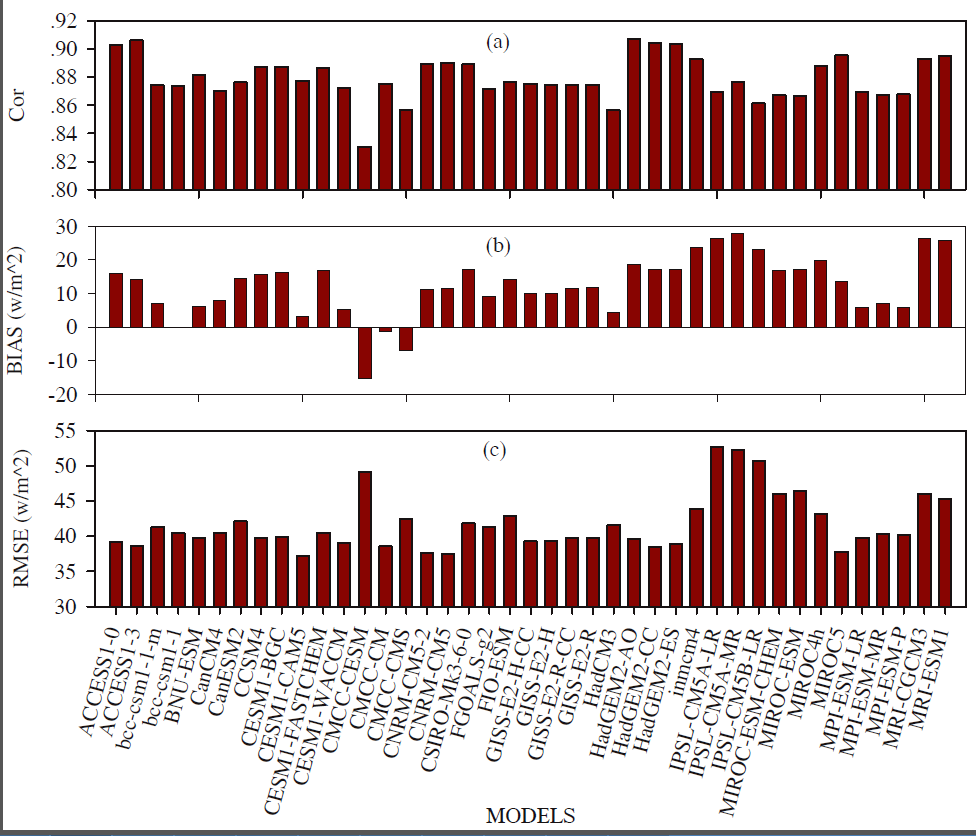 (a)
Cor
.92
.90
.88
.86
.84
.82
.80
(b)
BIAS (w/m^2)
30
20
10
0
-10
-20
(c)
RMSE (w/m^2)
55
50
45
40
35
30
ACCESS1-0
ACCESS1-3
bcc-csm1-1-m
bcc-csm1-1
BNU-ESM
CanCM4
CanESM2
CCSM4
CESM1-BGC
CESM1-CAM5
CESM1-FASTCHEM
CESM1-WACCM
CMCC-CESM
CMCC-CM
CMCC-CMS
CNRM-CM5-2
CNRM-CM5
CSIRO-Mk3-6-0
FGOALS-g2
FIO-ESM
GISS-E2-H-CC
GISS-E2-H
GISS-E2-R-CC
GISS-E2-R
HadCM3
HadGEM2-AO
HadGEM2-CC
HadGEM2-ES
inmcm4
IPSL-CM5A-LR
IPSL-CM5A-MR
IPSL-CM5B-LR
MIROC-ESM-CHEM
MIROC-ESM
MIROC4h
MIROC5
MPI-ESM-LR
MPI-ESM-MR
MPI-ESM-P
MRI-CGCM3
MRI-ESM1
MODELS